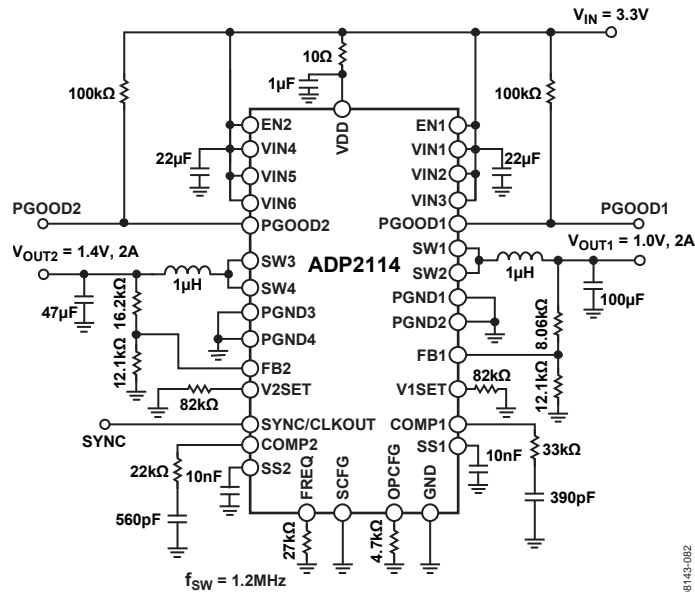 V_IN = 3.3V
10Ω
1µF
100kΩ
100kΩ
VDD
EN2
EN1
VIN4
VIN1
22µF
22µF
VIN5
VIN2
VIN6
VIN3
PGOOD2
PGOOD2
PGOOD1
PGOOD1
V_OUT2 = 1.4V, 2A
SW1
V_OUT1 = 1.0V, 2A
SW3
ADP2114
SW2
1µH
1µH
SW4
47µF
16.2kΩ
PGND3
PGND1
100µF
8.06kΩ
PGND4
PGND2
12.1kΩ
FB2
FB1
12.1kΩ
V2SET
V1SET
82kΩ
82kΩ
SYNC/CLKOUT
COMP1
SYNC
COMP2
SS1
33kΩ
22kΩ
10nF
SS2
10nF
FREQ
SCFG
OPCFG
GND
390pF
560pF
27kΩ
4.7kΩ
f_SW = 1.2MHz
08143-082